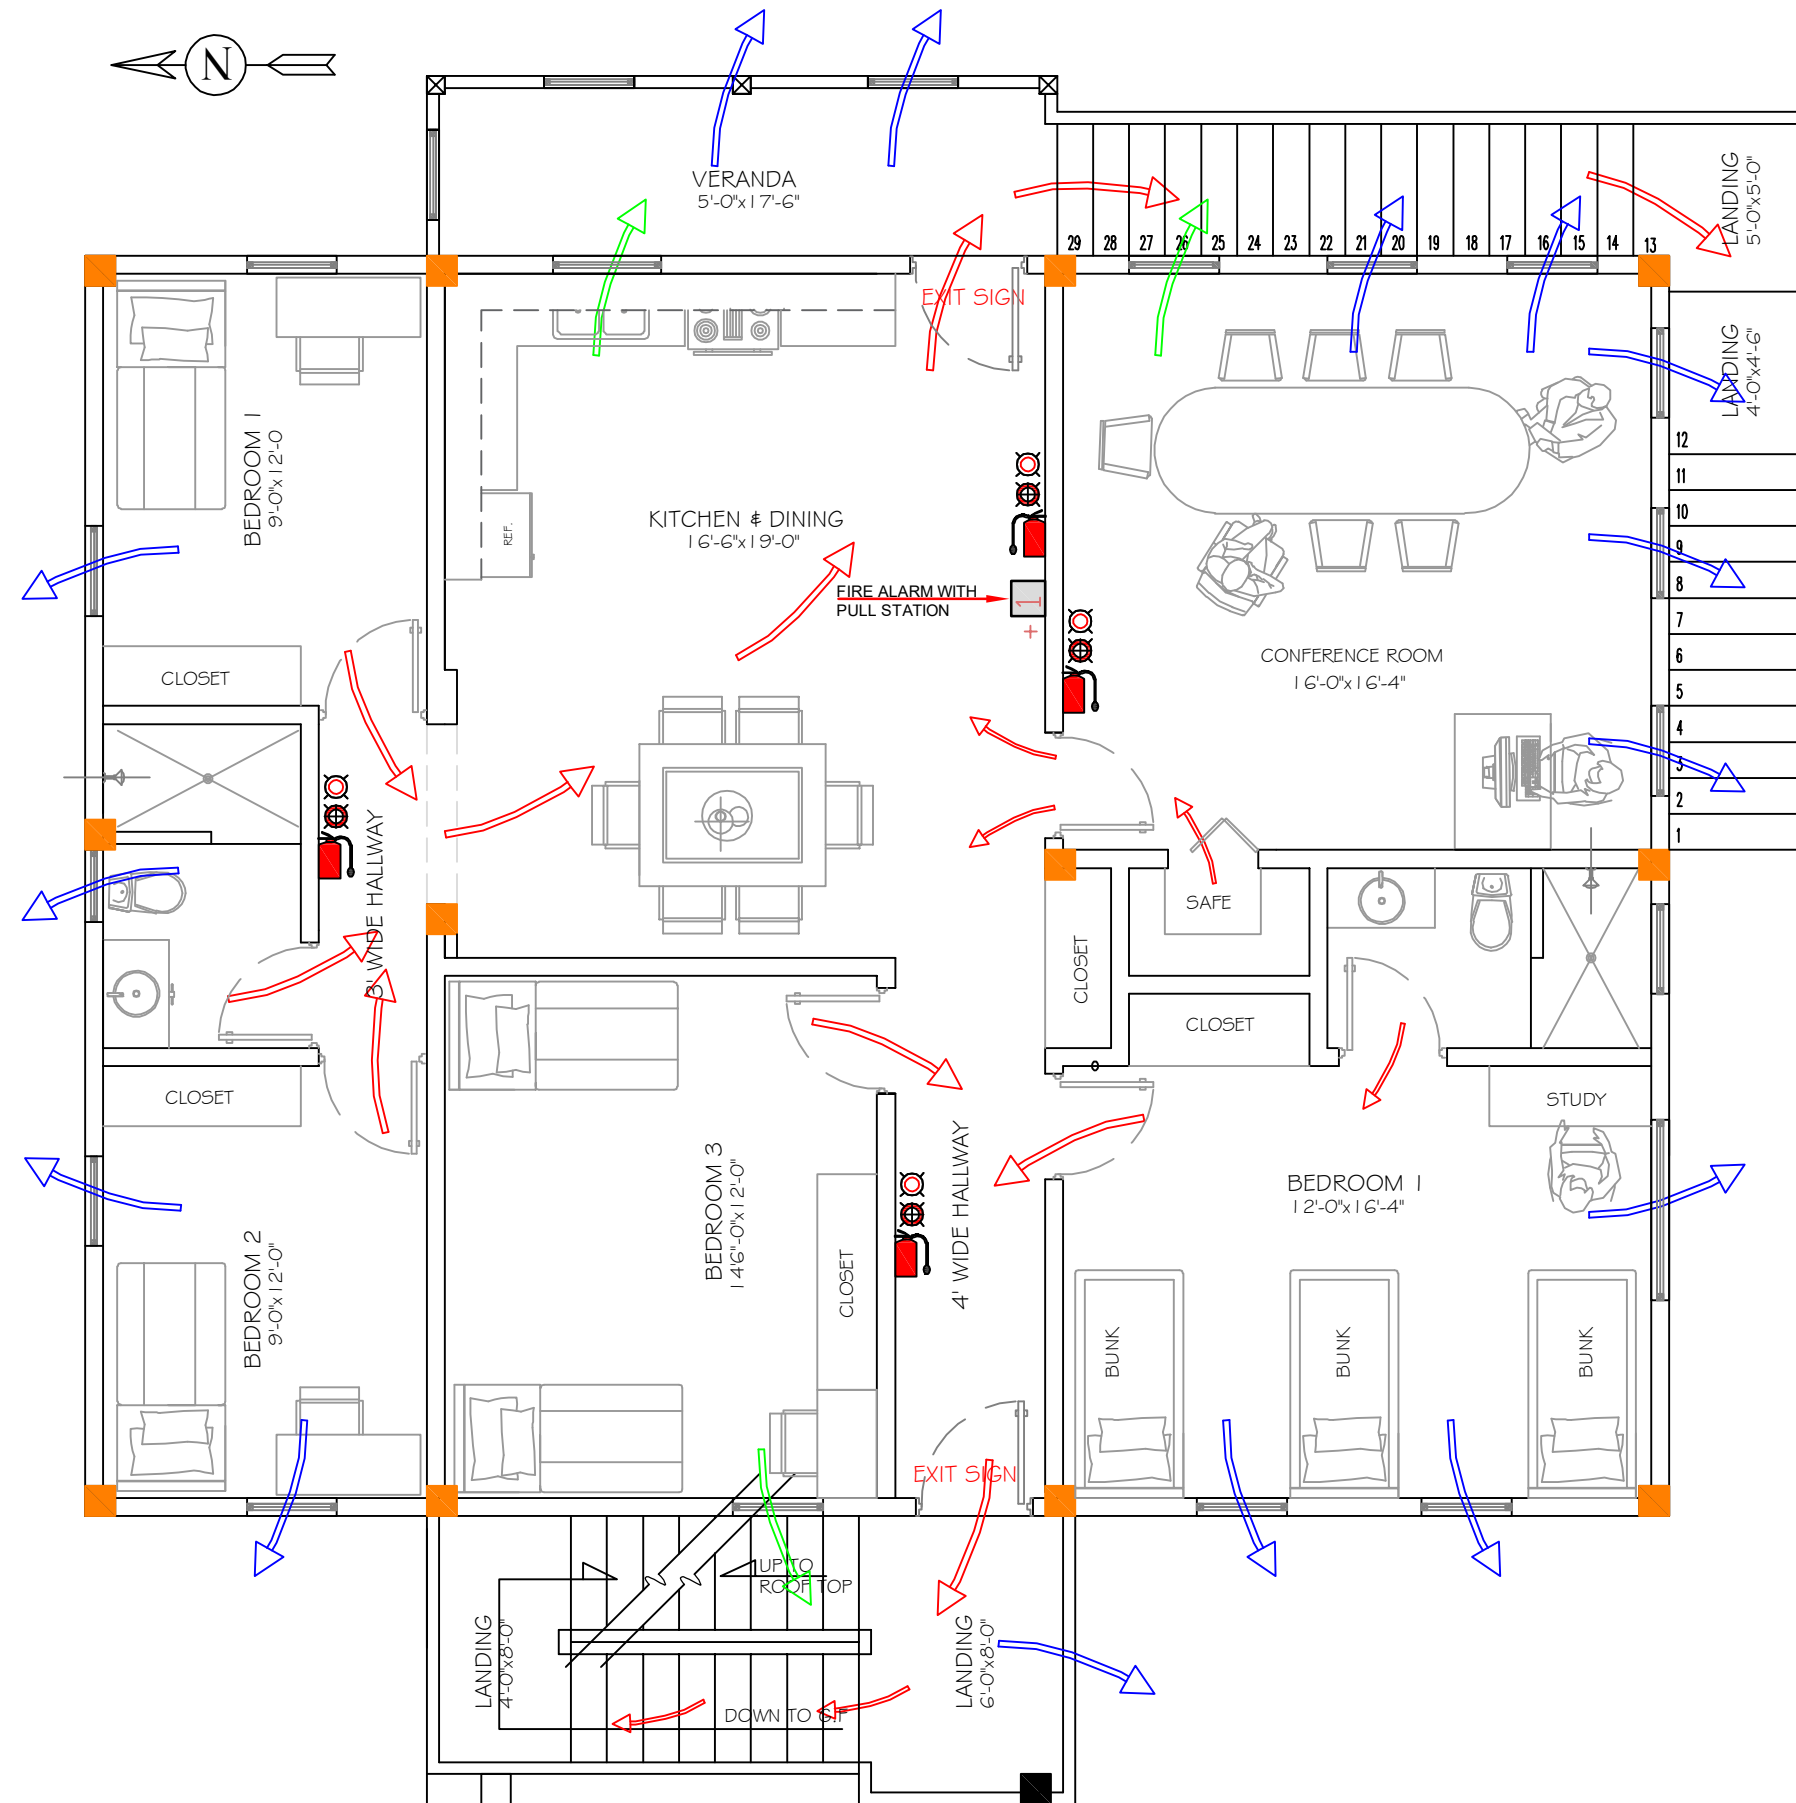 N
VERANDA
5'-0"x17'-6"
LANDING
5'-0"x5'-0"
29 28 27 26 25 24 23 22 21 20 19 18 17 16 15 14 13
EXIT SIGN
LANDING
4'-0"x4'-6"
BEDROOM 1
9'-0"x12'-0
KITCHEN & DINING
16'-6"x19'-0"
REF.
FIRE ALARM WITH
PULL STATION
1
+
12
11
10
9
8
7
6
5
4
3
2
1
CONFERENCE ROOM
16'-0"x16'-4"
CLOSET
3' WIDE HALLWAY
SAFE
CLOSET
CLOSET
CLOSET
STUDY
BEDROOM 3
14'6"-0"x12'-0"
CLOSET
4' WIDE HALLWAY
BEDROOM 1
12'-0"x16'-4"
BEDROOM 2
9'-0"x12'-0"
BUNK
BUNK
BUNK
EXIT SIGN
UP TO
ROOF TOP
LANDING
4'-0"x8'-0"
LANDING
6'-0"x8'-0"
DOWN TO G.F